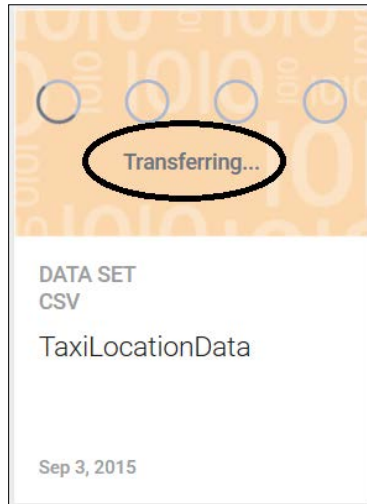 Transferring...
DATA SET
CSV
TaxiLocationData
Sep 3, 2015